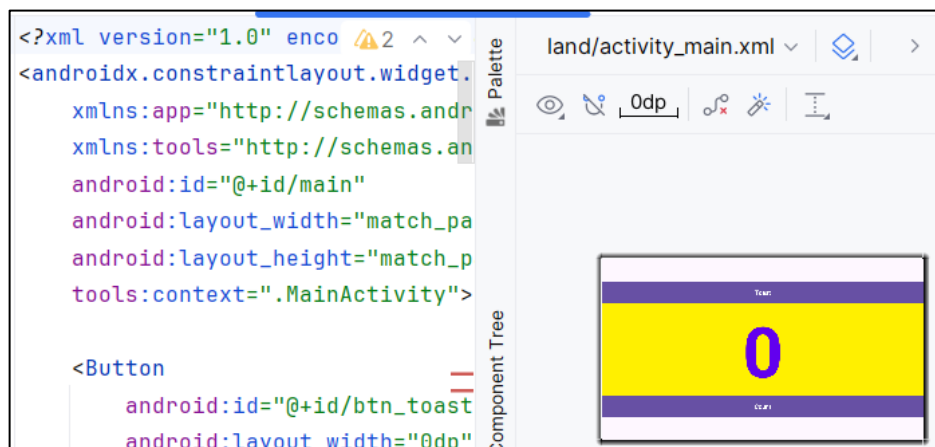 <?xml version="1.0" enco 2
<androidx.constraintlayout.widget.
xmlns:app="http://schemas.andr
xmlns:tools="http://schemas.an
android:id="@+id/main"
android:layout_width="match_pa
android:layout_height="match_p
tools:context=".MainActivity">
<Button
android:id="@+id/btn_toast
android:layout_width="0dp"
Palette
Component Tree
land/activity_main.xml
0dp
Toast
0
Count